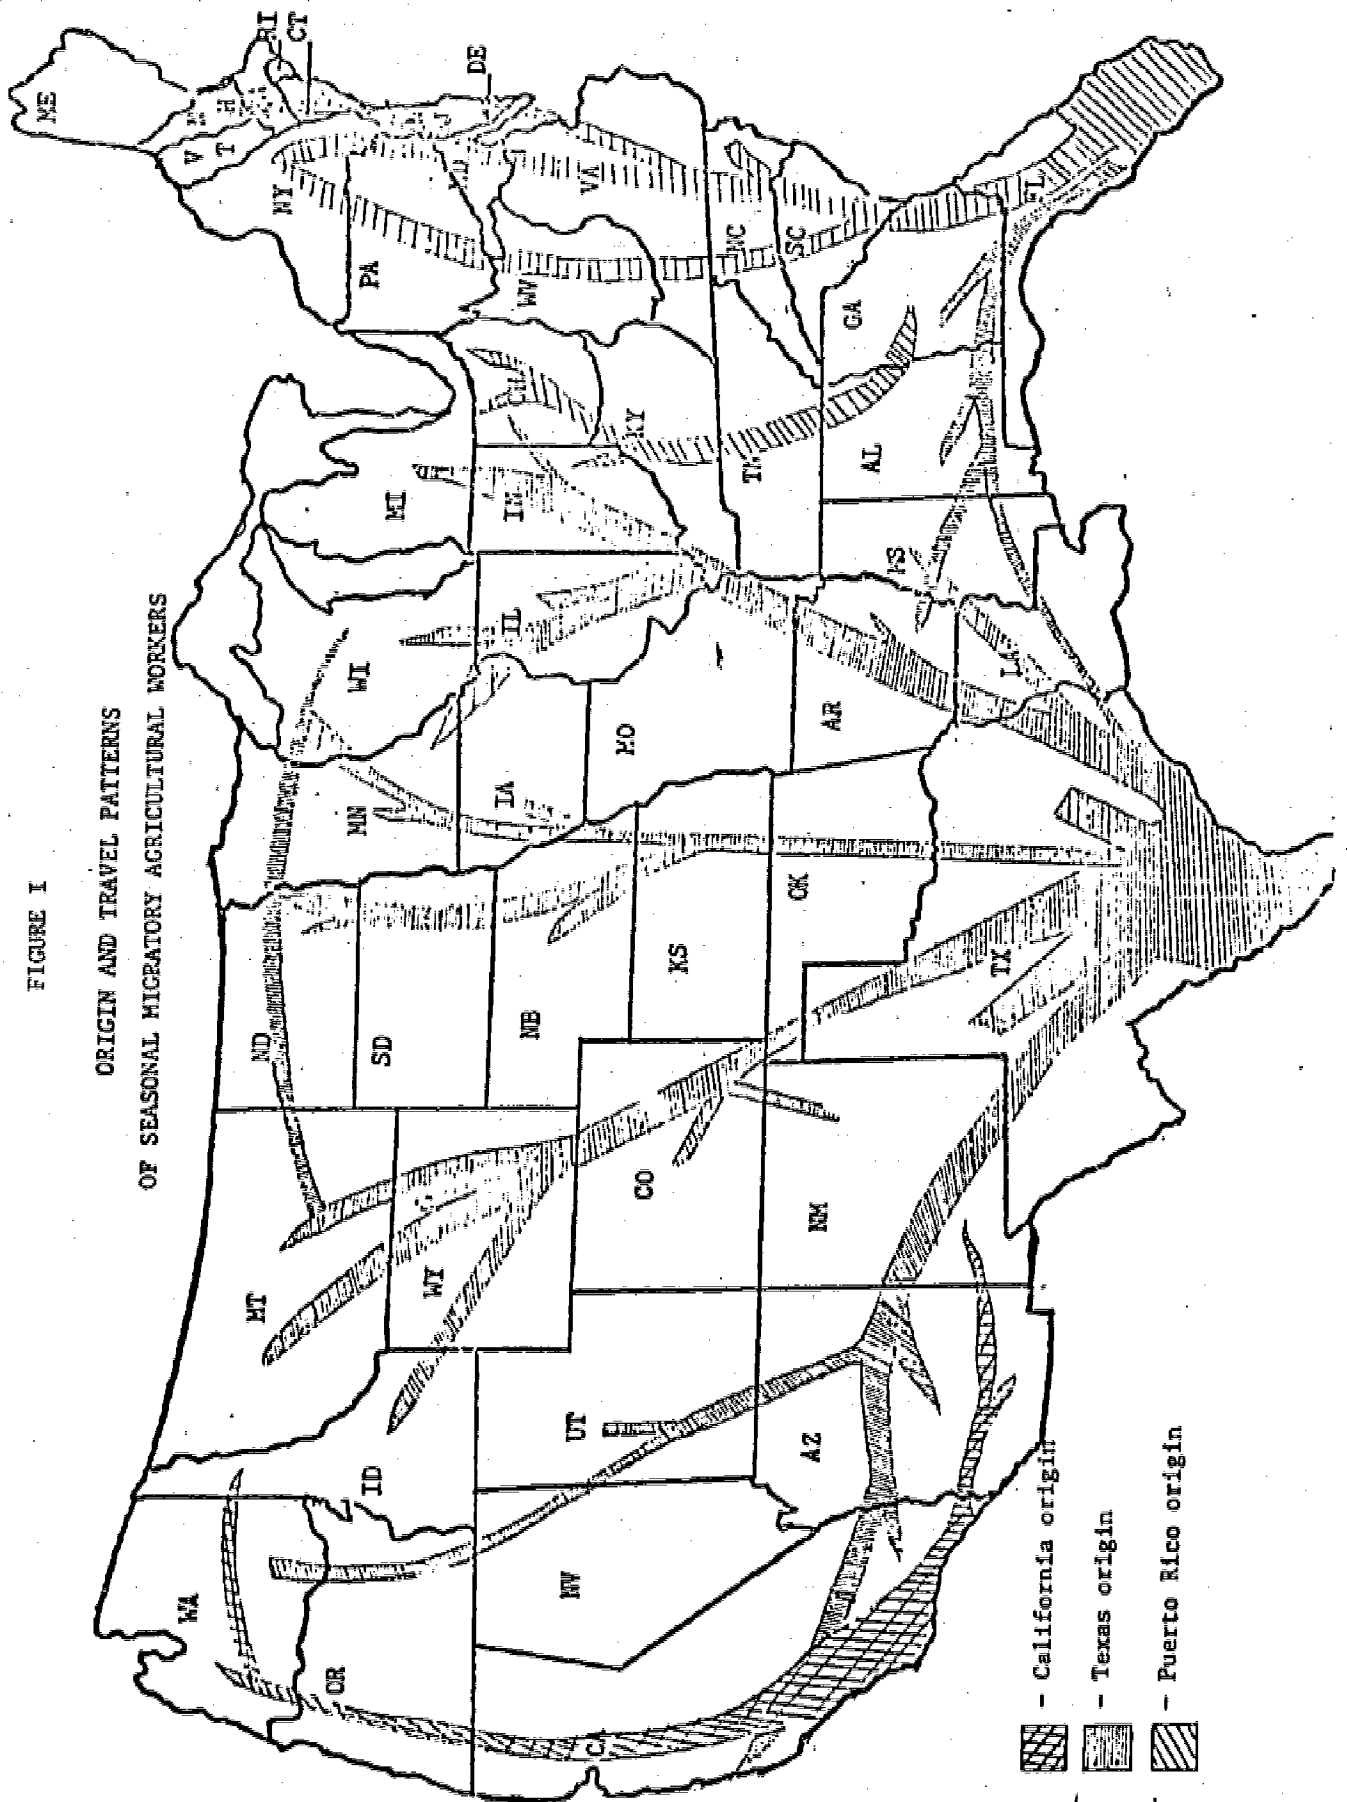 FIGURE I
ORIGIN AND TRAVEL PATTERNS
OF SEASONAL MIGRATORY AGRICULTURAL WORKERS
WA
OR
CA
ID
NV
MT
WY
UT
AZ
CO
NM
ND
SD
NB
KS
OK
TX
MN
IA
MO
AR
LA
WI
IL
MS
MI
IN
KY
TN
AL
OH
GA
FL
SC
NC
VA
WV
PA
MD
DE
NJ
NY
CT
RI
VT
NH
ME
- California origin
- Texas origin
- Puerto Rico origin